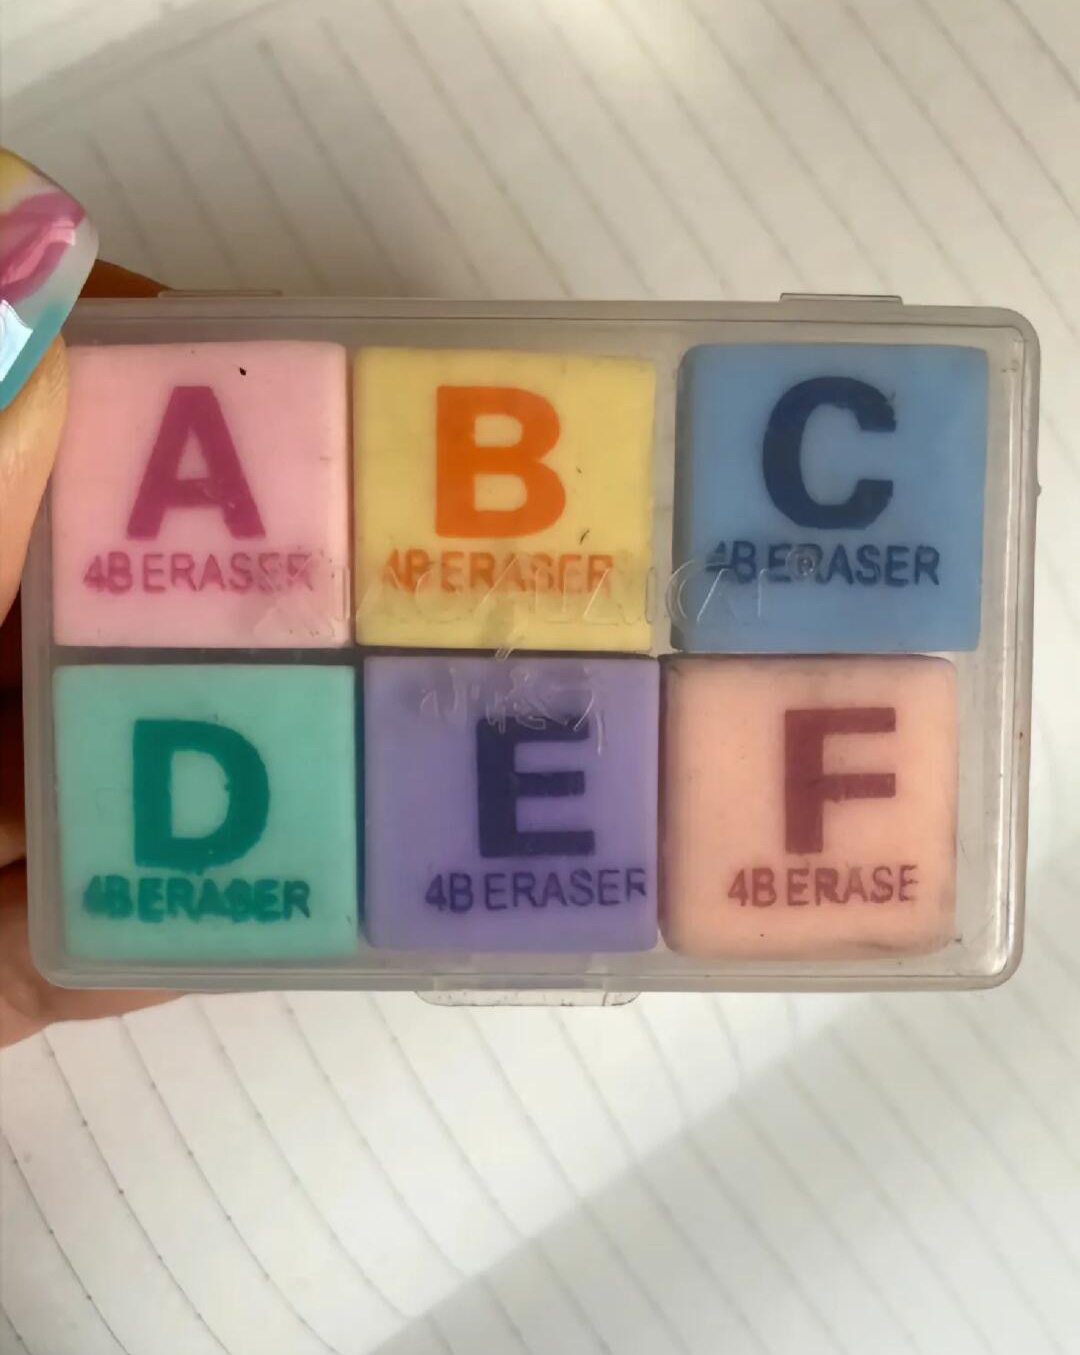 A B C
4B ERASER 4B ERASER 4B ERASER
D E F
4B ERASER 4B ERASER 4B ERASE